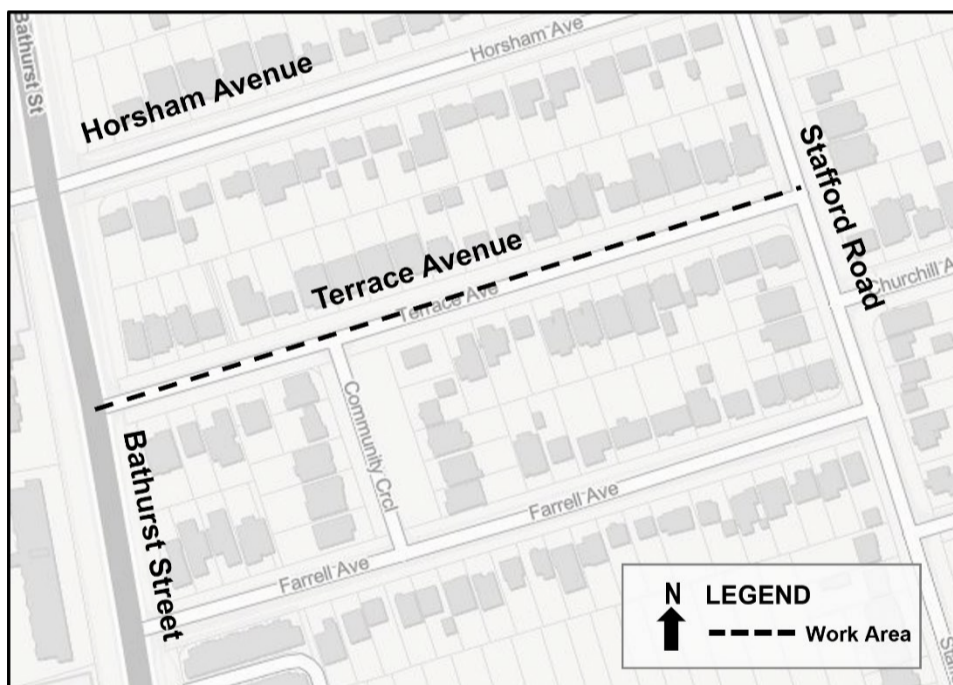 Bathurst St
Horsham Avenue
Horsham Ave
Stafford Road
Terrace Avenue
Terrace Ave
Churchill A
Community Crcl
Bathurst Street
Farrell Ave
Farrell Ave
N LEGEND
Work Area
Sta